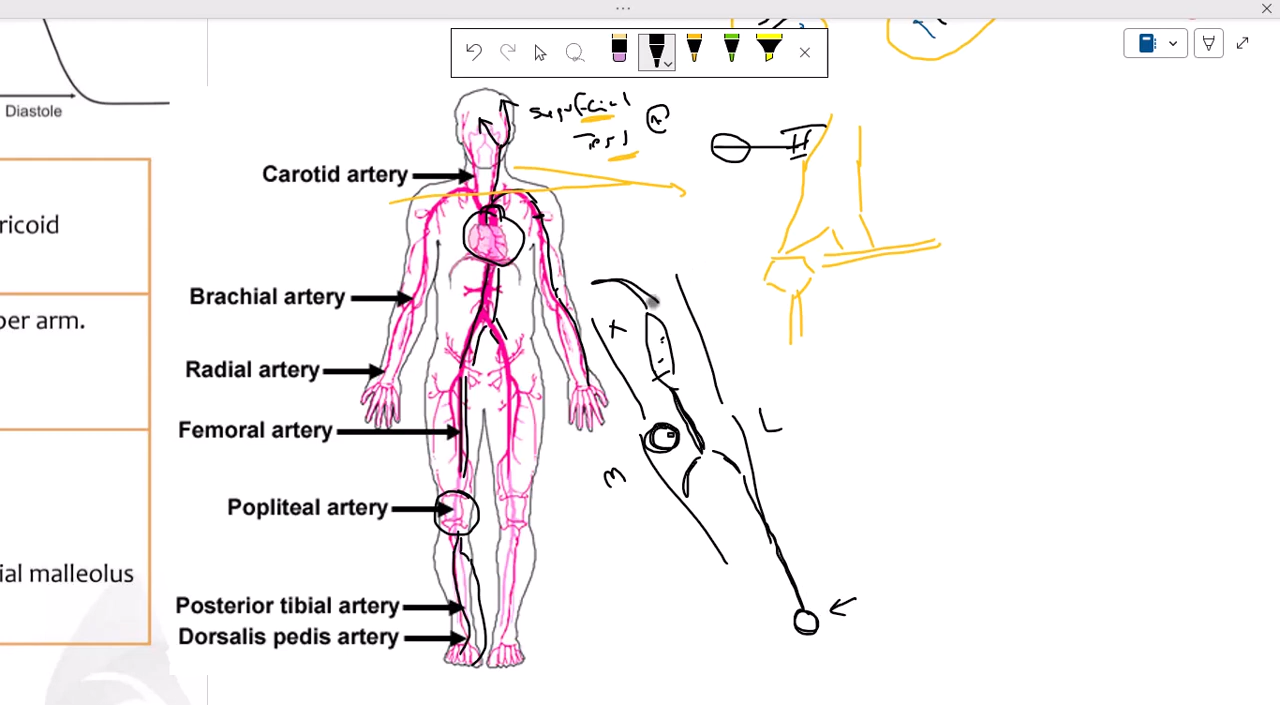 Diastole
ricoid
per arm.
ial malleolus
superficial
R
Carotid artery
Brachial artery
Radial artery
Femoral artery
Popliteal artery
Posterior tibial artery
Dorsalis pedis artery
L
m